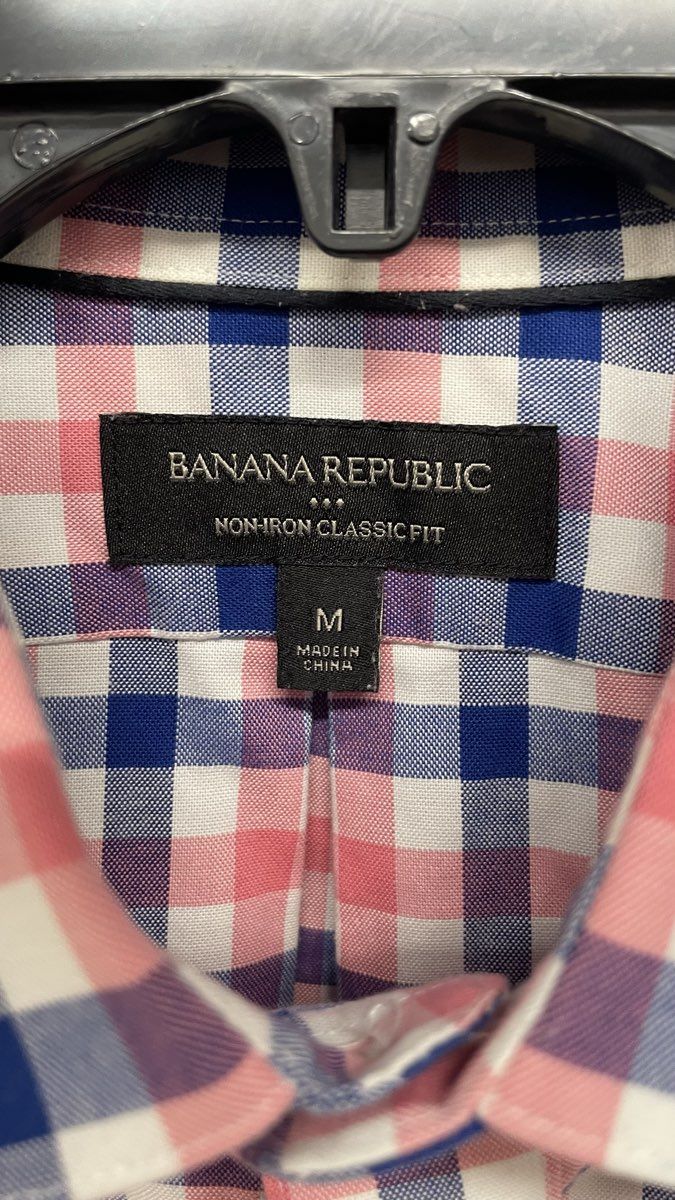 BANANA REPUBLIC
NON-IRON CLASSIC FIT
M
MADE IN
CHINA